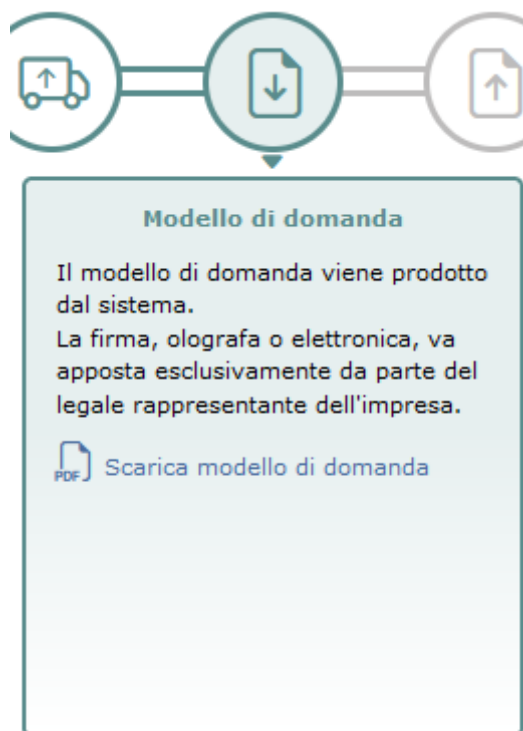 Modello di domanda
Il modello di domanda viene prodotto
dal sistema.
La firma, olografa o elettronica, va
apposta esclusivamente da parte del
legale rappresentante dell'impresa.
PDF Scarica modello di domanda